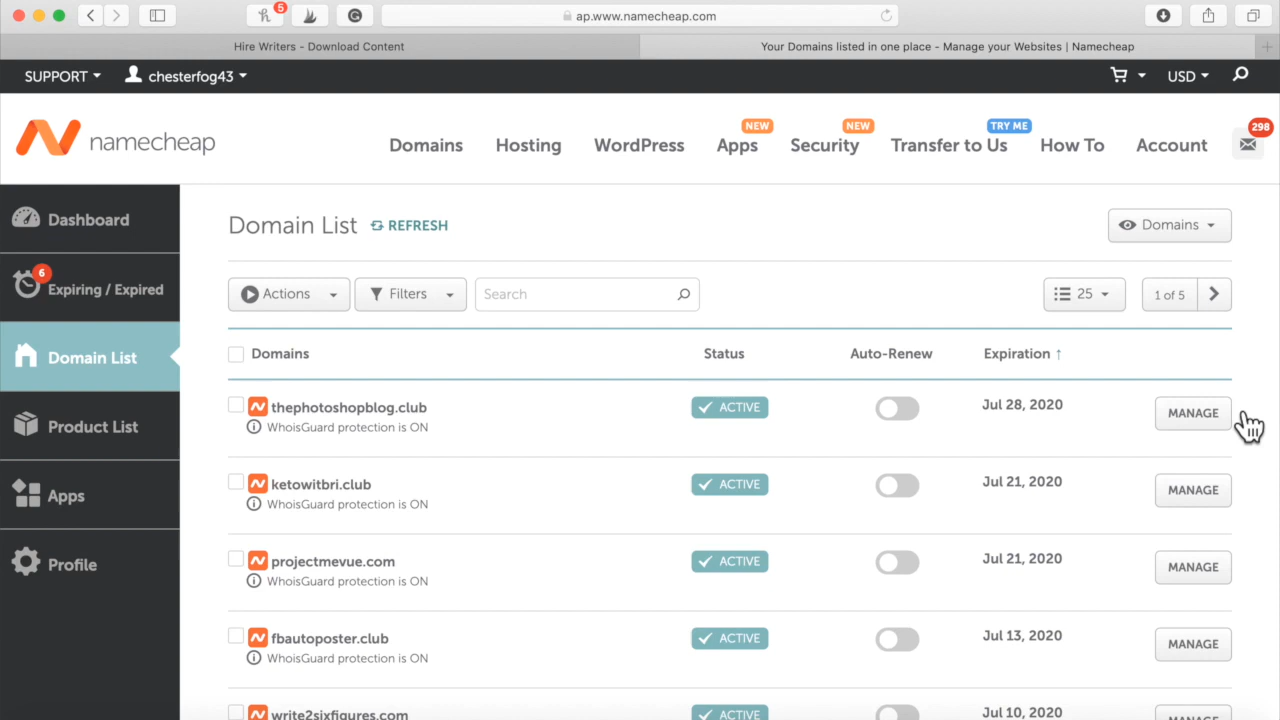 5
ap.www.namecheap.com
Hire Writers - Download Content
Your Domains listed in one place - Manage your Websites | Namecheap
SUPPORT
chesterfog43
USD
namecheap
Domains
Hosting
WordPress
Apps
NEW
Security
NEW
Transfer to Us
TRY ME
How To
Account
298
Dashboard
6
Expiring / Expired
Domain List
Product List
Apps
Profile
Domain List
REFRESH
Domains
Actions
Filters
Search
25
1 of 5
Domains Status Auto-Renew Expiration ↑
thephotoshopblog.club ACTIVE Jul 28, 2020 MANAGE
WhoisGuard protection is ON
ketowitbri.club ACTIVE Jul 21, 2020 MANAGE
WhoisGuard protection is ON
projectmevue.com ACTIVE Jul 21, 2020 MANAGE
WhoisGuard protection is ON
fbautoposter.club ACTIVE Jul 13, 2020 MANAGE
WhoisGuard protection is ON
write2sixfigures.com ACTIVE Jul 10, 2020 MANAGE